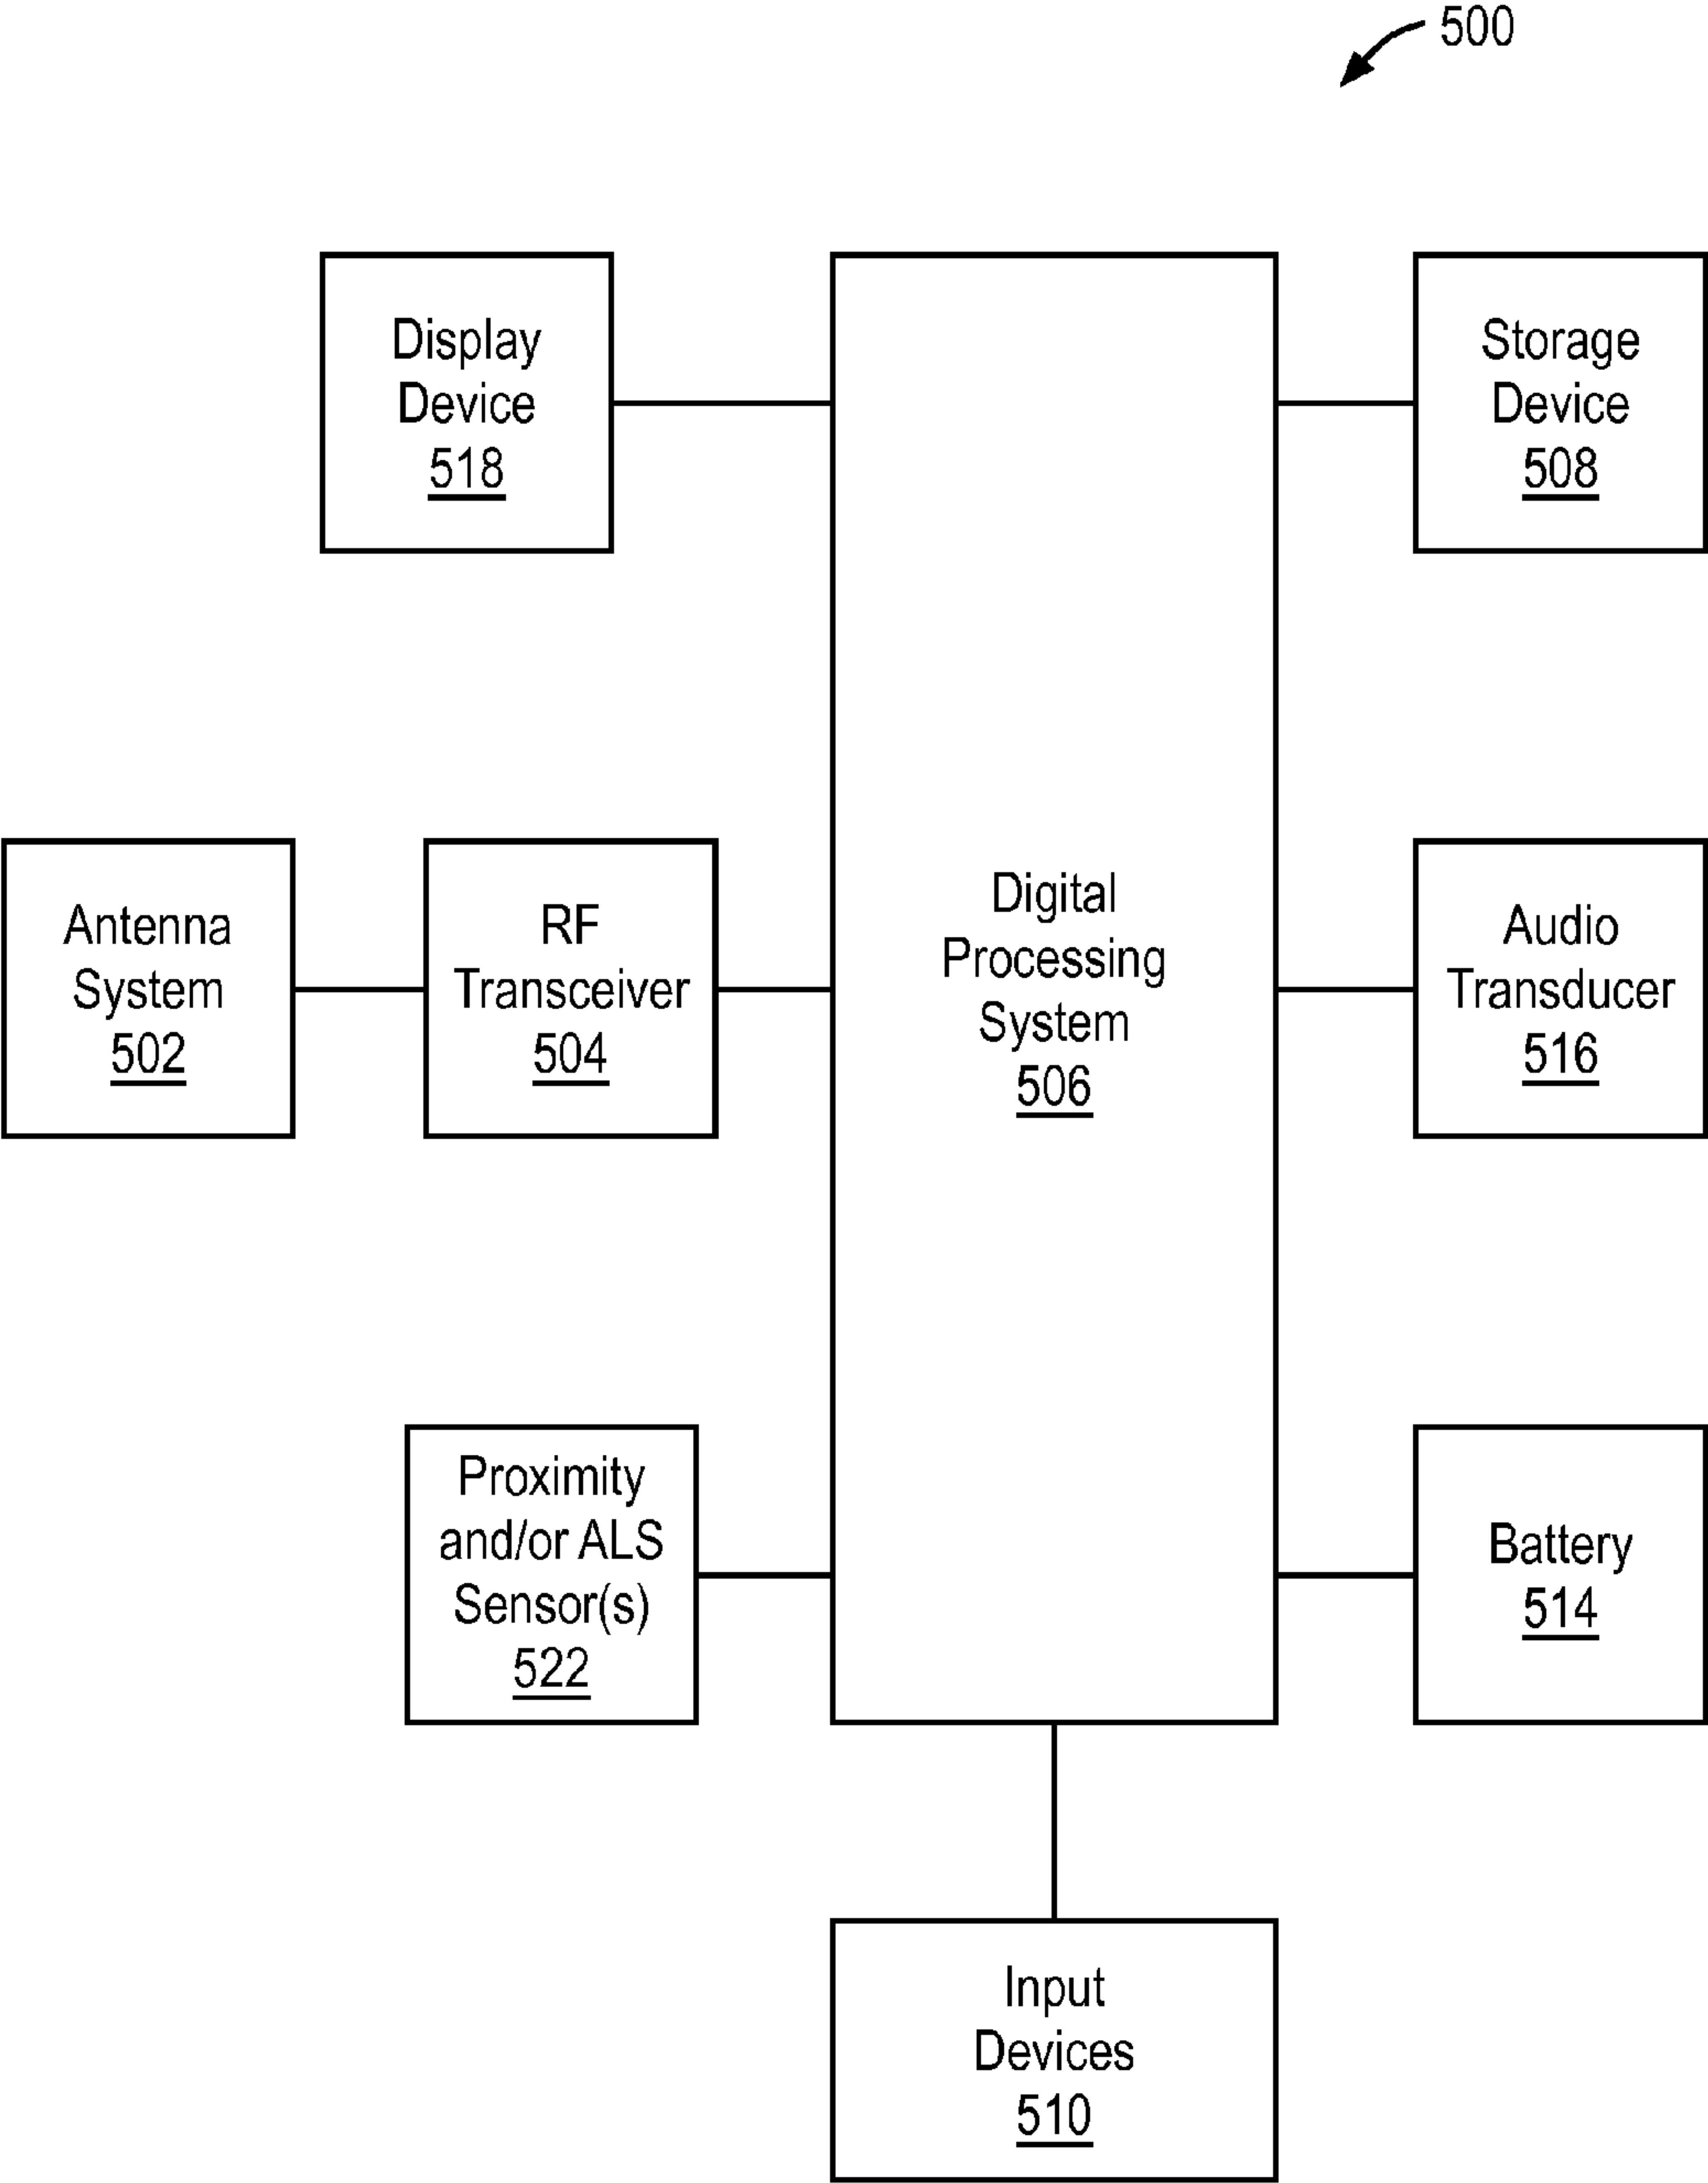 500
Display
Device
518
Storage
Device
508
Antenna
System
502
RF
Transceiver
504
Digital
Processing
System
506
Audio
Transducer
516
Proximity
and/or ALS
Sensor(s)
522
Battery
514
Input
Devices
510